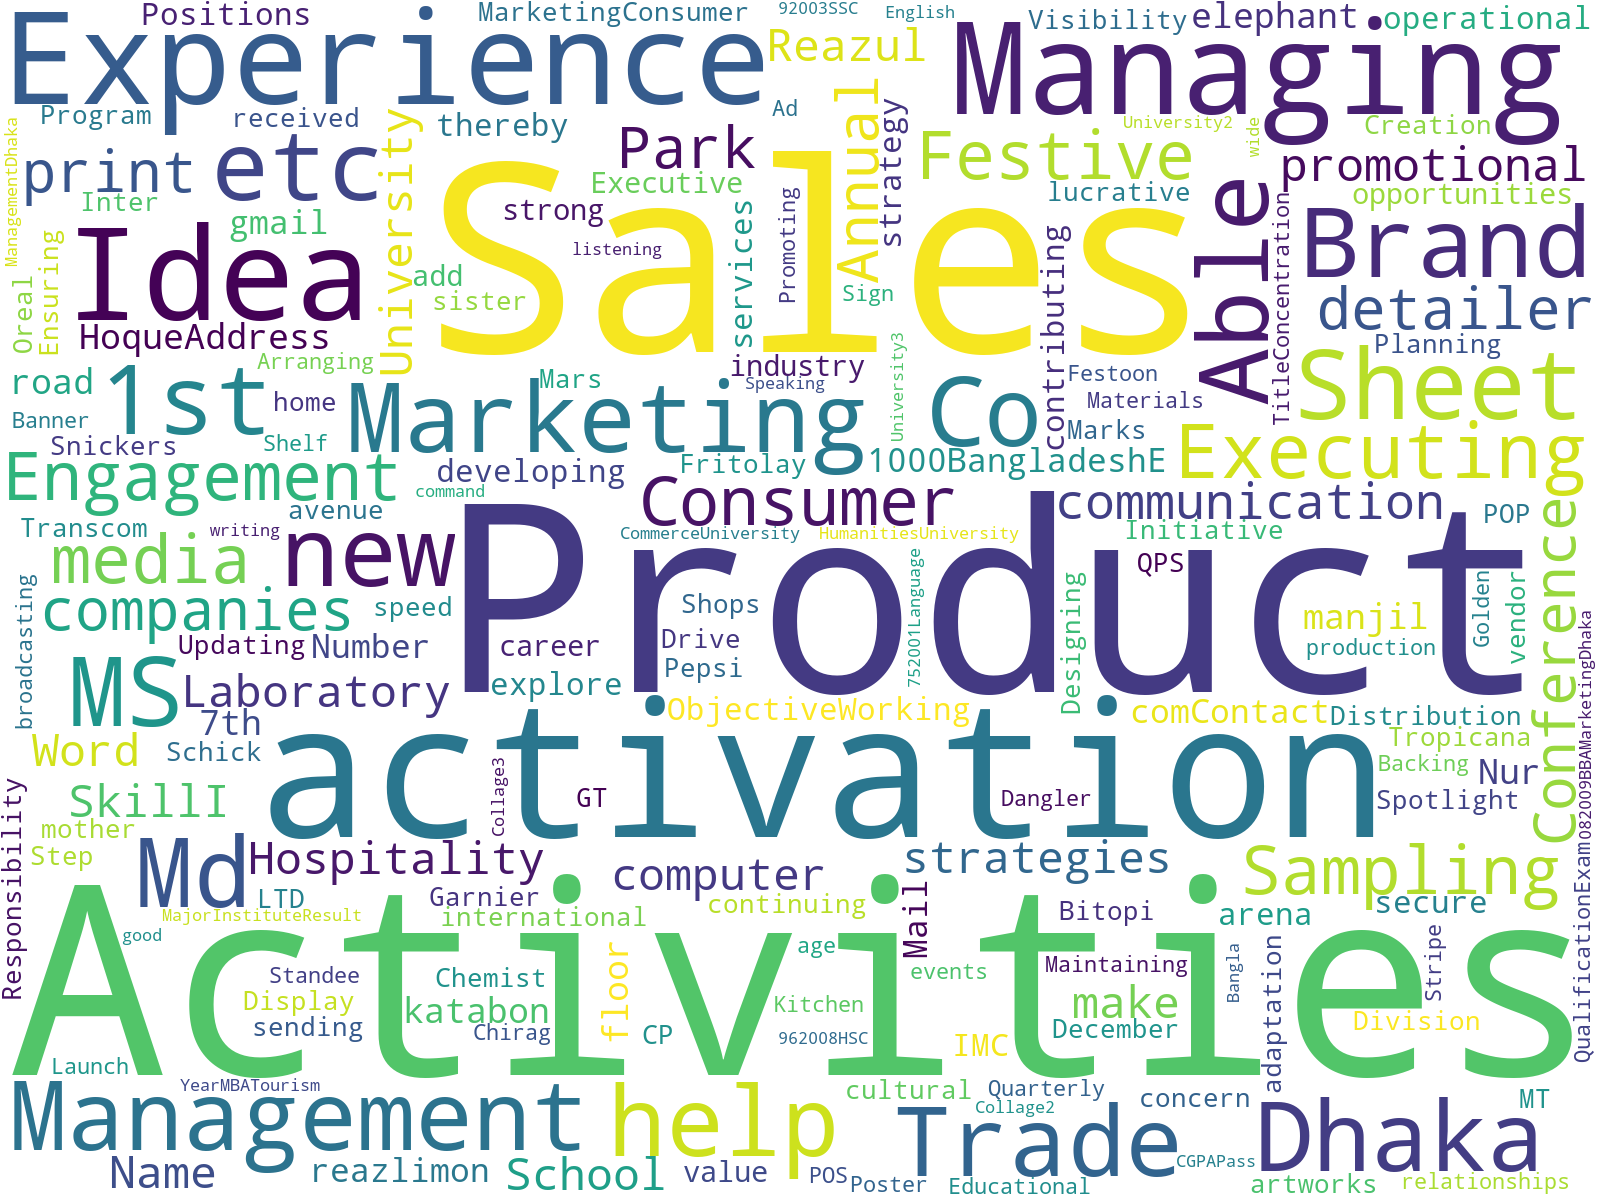 Positions
MarketingConsumer
92003SSC
English
Visibility
elephant
operational
Experience
Reazul
Managing
Program
received
thereby
Ad
Annual
strategy
University2
wide
Creation
ManagementDhaka
print
etc
University
Park
Festive
promotional
Inter
gmail
Executive
strong
Sales
lucrative
opportunities
Idea
listening
services
Promoting
Able
Brand
Oreal
Ensuring
add
sister
Sign
contributing
TitleConcentration
detailer
HoqueAddress
Arranging
industry
University3
Planning
road
1st
home
Mars
Speaking
Festoon
Materials
Sheet
Banner
Marketing
Co
Marks
Snickers
Shelf
Executing
Engagement
developing
Fritolay
1000BangladeshE
command
Consumer
communication
avenue
Transcom
writing
new
CommerceUniversity
HumanitiesUniversity
Initiative
POP
Conference
media
Product
QPS
broadcasting
companies
speed
Shops
752001Language
Designing
manjil
Golden
vendor
Updating
Number
career
Drive
production
Pepsi
082009BBAMarketingDhaka
MS
Laboratory
explore
7th
ObjectiveWorking
comContact
Distribution
Word
Schick
activation
Tropicana
Backing
Nur
Responsibility
SkillI
Collage3
GT
Dangler
Spotlight
mother
Step
Md
Hospitality
computer
strategies
Sampling
QualificationExam
LTD
Garnier
continuing
Mail
Bitopi
arena
secure
MajorInstituteResult
international
good
Activities
floor
age
events
Maintaining
Bangla
adaptation
Stripe
Standee
Chemist
Display
katabon
Kitchen
make
sending
Chirag
CP
962008HSC
IMC
December
Division
Launch
YearMBATourism
cultural
Quarterly
concern
MT
Management
help
Collage2
Trade
Dhaka
Name
reazlimon
School
value
POS
Poster
Educational
CGPAPass
artworks
relationships